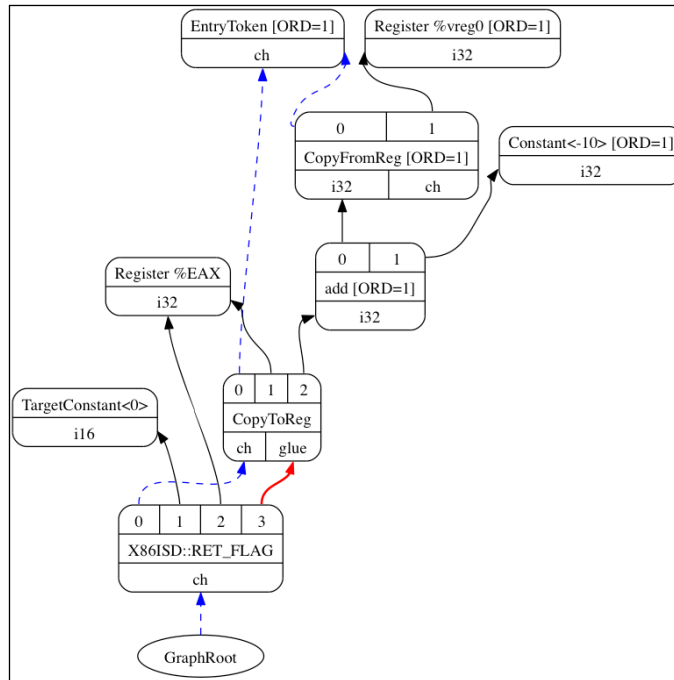 EntryToken [ORD=1]
ch
Register %vreg0 [ORD=1]
i32
0 1
CopyFromReg [ORD=1]
i32 ch
Constant<-10> [ORD=1]
i32
0 1
add [ORD=1]
i32
Register %EAX
i32
0 1 2
CopyToReg
ch glue
TargetConstant<0>
i16
0 1 2 3
X86ISD::RET_FLAG
ch
GraphRoot